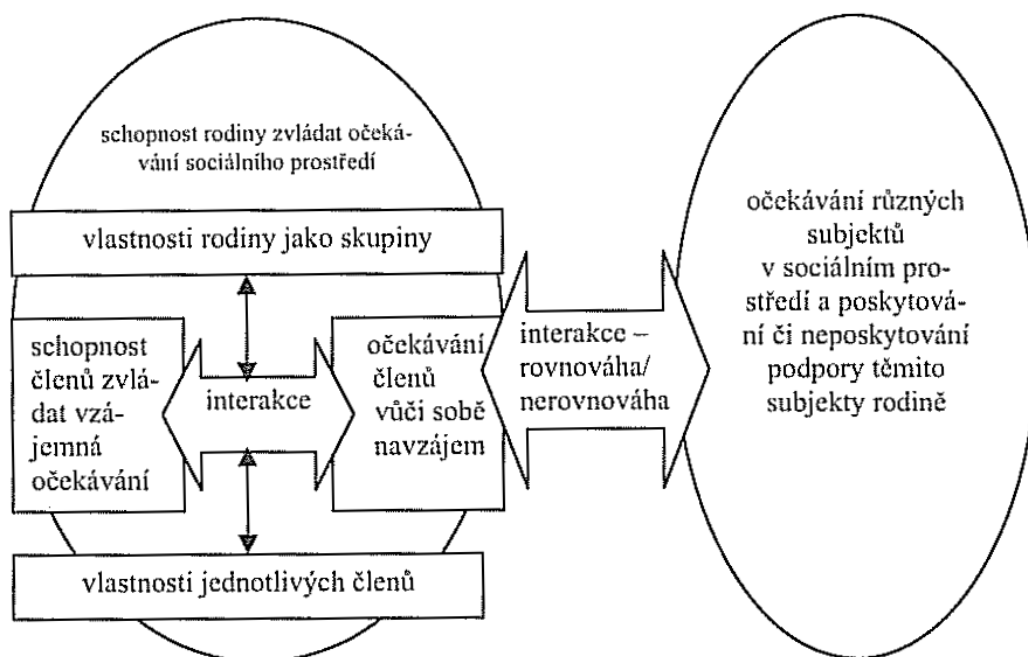 schopnost rodiny zvládat očeká-
vání sociálního prostředí
vlastnosti rodiny jako skupiny
schopnost
členů zvlá-
dat vzá-
jemná
očekávání
interakce
očekávání
členů
vůči sobě
navzájem
interakce –
rovnováha/
nerovnováha
očekávání různých
subjektů
v sociálním pro-
středí a poskytová-
ní či neposkytování
podpory těmito
subjekty rodině
vlastnosti jednotlivých členů